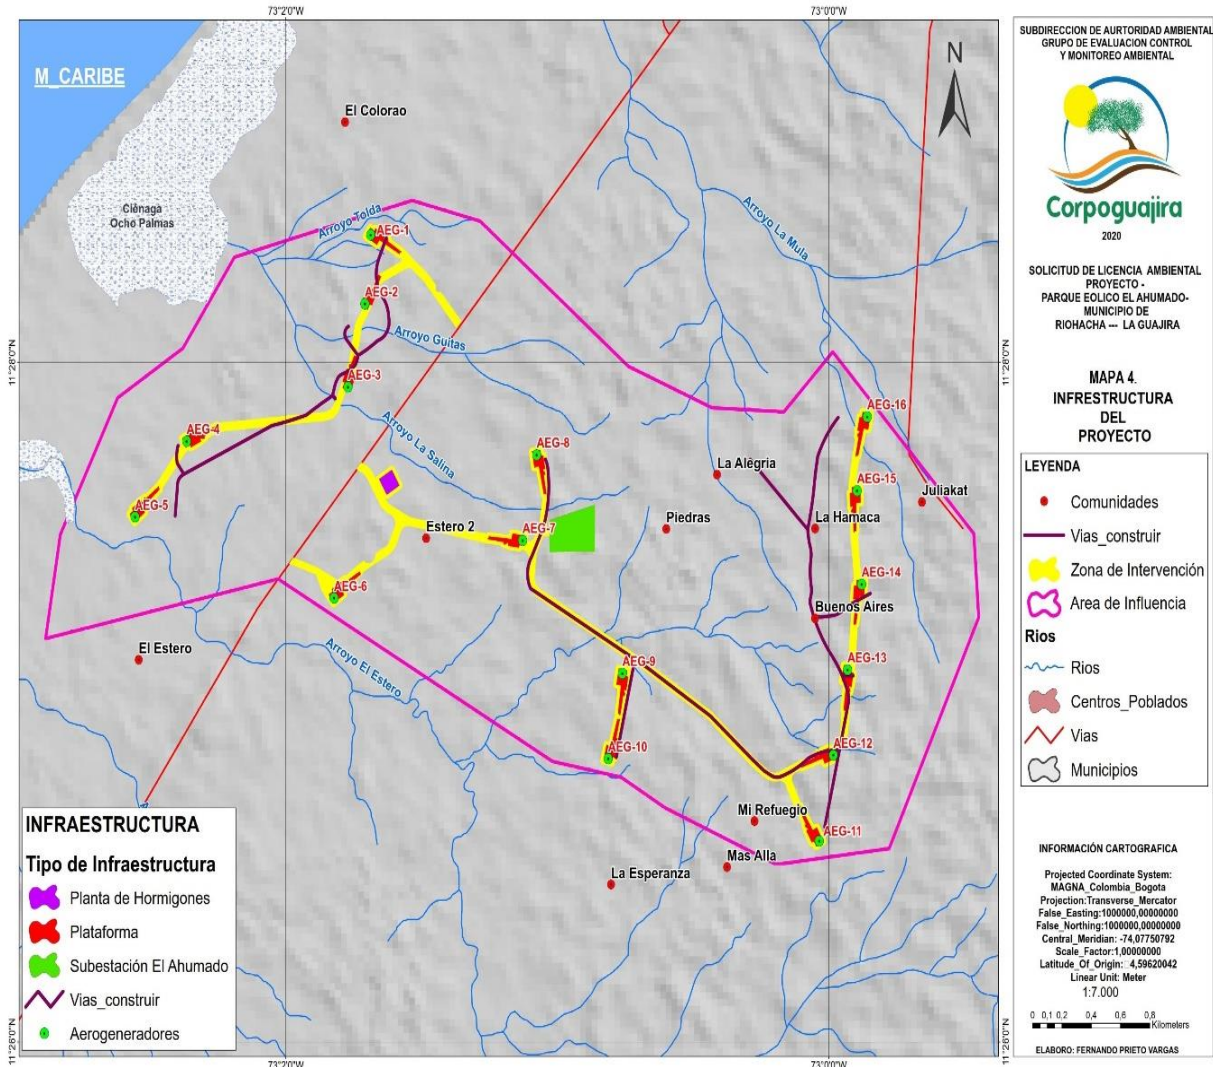 73°2'0"W
73°0'0"W
M_CARIBE
N
El Colorao
Ciénaga
Ocho Palmas
Arroyo Tolda
Arroyo La Mula
AEG-1
AEG-2
Arroyo Guitas
11°28'0"N
11°28'0"N
AEG-3
Arroyo La Salina
AEG-4
AEG-5
AEG-8
AEG-16
La Alegria
AEG-15
Juliakat
Estero 2
AEG-7
Piedras
La Hamaca
AEG-6
AEG-14
Buenos Aires
El Estero
Arroyo El Estero
AEG-9
AEG-13
AEG-10
AEG-12
Mi Refuegio
AEG-11
Mas Alla
La Esperanza
INFRAESTRUCTURA
Tipo de Infraestructura
Planta de Hormigones
Plataforma
Subestación El Ahumado
Vias_construir
Aerogeneradores
11°26'0"N
11°26'0"N
73°2'0"W
73°0'0"W
SUBDIRECCION DE AURTORIDAD AMBIENTAL
GRUPO DE EVALUACION CONTROL
Y MONITOREO AMBIENTAL
Corpoguajira
2020
SOLICITUD DE LICENCIA AMBIENTAL
PROYECTO -
PARQUE EOLICO EL AHUMADO-
MUNICIPIO DE
RIOHACHA --- LA GUAJIRA
MAPA 4.
INFRESTRUCTURA
DEL
PROYECTO
LEYENDA
Comunidades
Vias_construir
Zona de Intervención
Area de Influencia
Rios
Rios
Centros_Poblados
Vias
Municipios
INFORMACIÓN CARTOGRAFICA
Projected Coordinate System:
MAGNA_Colombia_Bogota
Projection:Transverse_Mercator
False_Easting:1000000,00000000
False_Northing:1000000,00000000
Central_Meridian: -74,07750792
Scale_Factor:1,00000000
Latitude_Of_Origin: 4,59620042
Linear Unit: Meter
1:7.000
0 0,1 0,2 0,4 0,6 0,8
Kilometers
ELABORO: FERNANDO PRIETO VARGAS